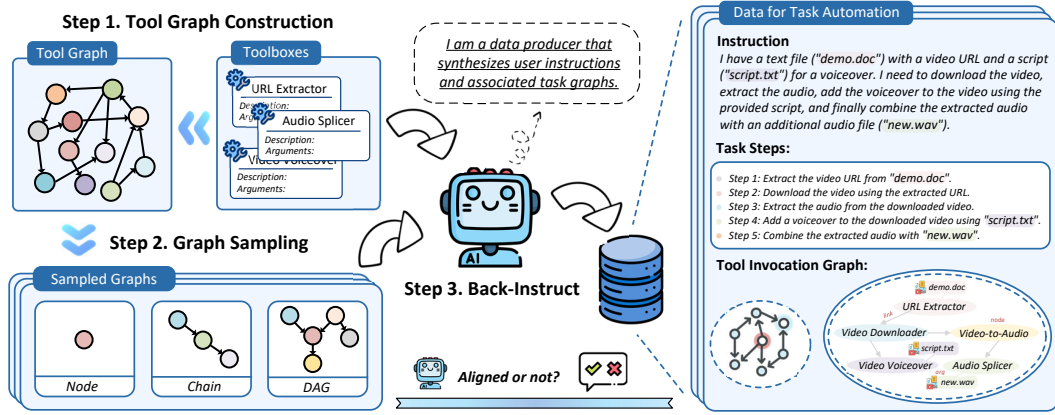 Step 1. Tool Graph Construction
Tool Graph
Toolboxes
URL Extractor
Description:
Arguments:
Audio Splicer
Description:
Arguments:
Video Voiceover
Description:
Arguments:
I am a data producer that
synthesizes user instructions
and associated task graphs.
AI
Step 2. Graph Sampling
Sampled Graphs
Node
Chain
DAG
Step 3. Back-Instruct
Aligned or not?
Data for Task Automation
Instruction
I have a text file ("demo.doc") with a video URL and a script
("script.txt") for a voiceover. I need to download the video,
extract the audio, add the voiceover to the video using the
provided script, and finally combine the extracted audio
with an additional audio file ("new.wav").
Task Steps:
Step 1: Extract the video URL from "demo.doc".
Step 2: Download the video using the extracted URL.
Step 3: Extract the audio from the downloaded video.
Step 4: Add a voiceover to the downloaded video using "script.txt".
Step 5: Combine the extracted audio with "new.wav".
Tool Invocation Graph:
demo.doc
URL Extractor
link
node
Video Downloader
Video-to-Audio
script.txt
Video Voiceover
Audio Splicer
arg
new.wav